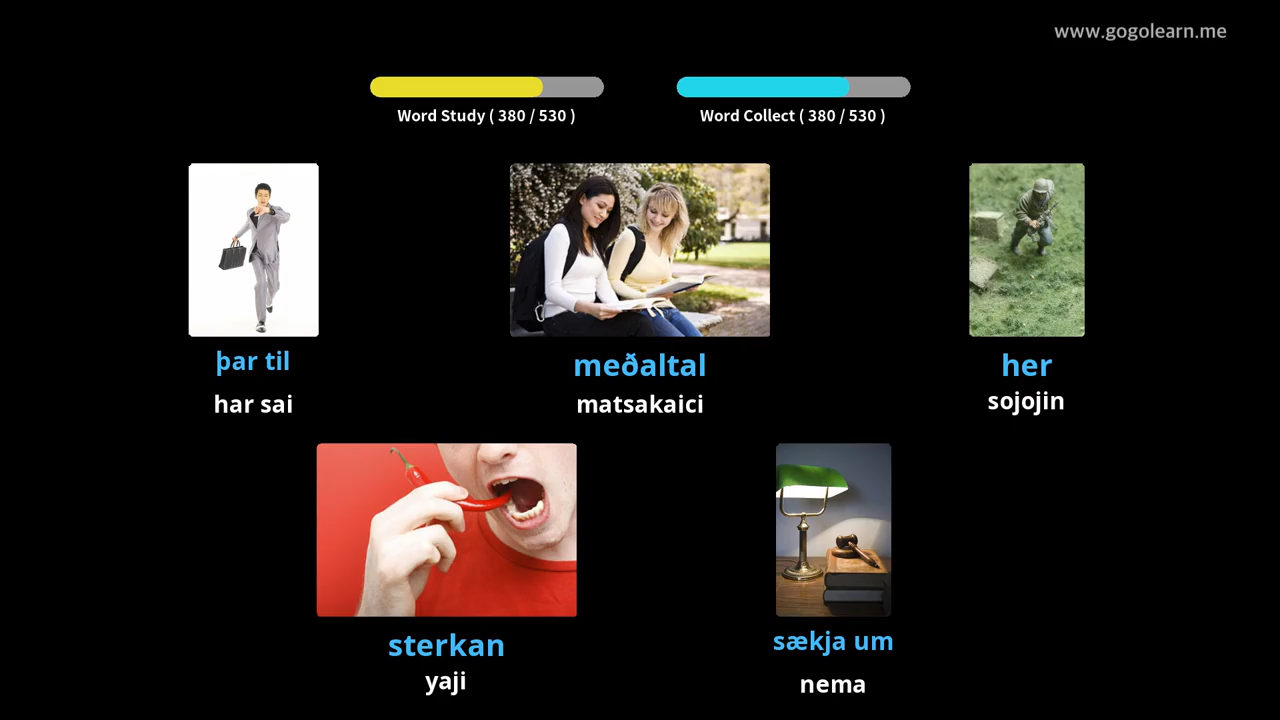 www.gogolearn.me
Word Study ( 380 / 530 )
Word Collect ( 380 / 530 )
þar til
har sai
meðaltal
matsakaici
her
sojojin
sterkan
yaji
sækja um
nema